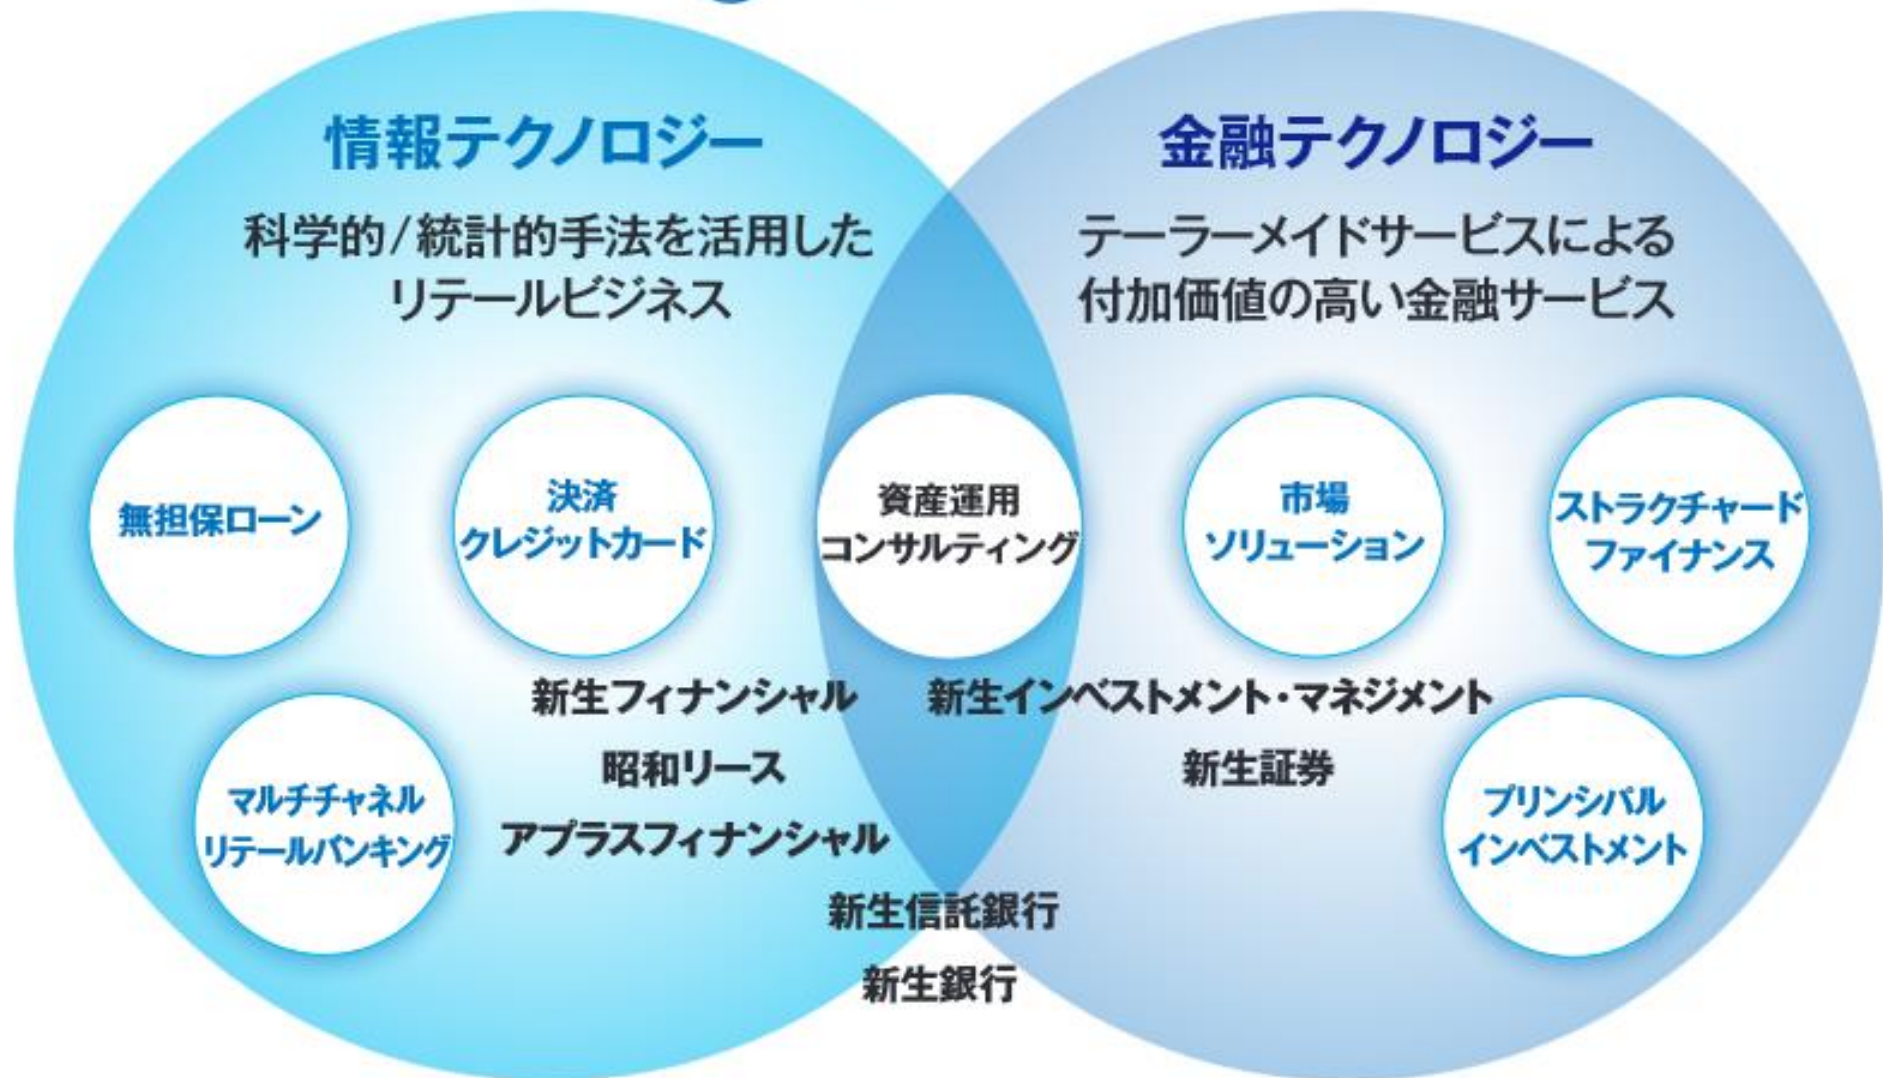 情報テクノロジー
科学的/統計的手法を活用した
リテールビジネス
金融テクノロジー
テーラーメイドサービスによる
付加価値の高い金融サービス
無担保ローン
決済
クレジットカード
資産運用
コンサルティング
市場
ソリューション
ストラクチャード
ファイナンス
マルチチャネル
リテールバンキング
新生フィナンシャル
昭和リース
アプラスフィナンシャル
新生インベストメント・マネジメント
新生証券
プリンシパル
インベストメント
新生信託銀行
新生銀行